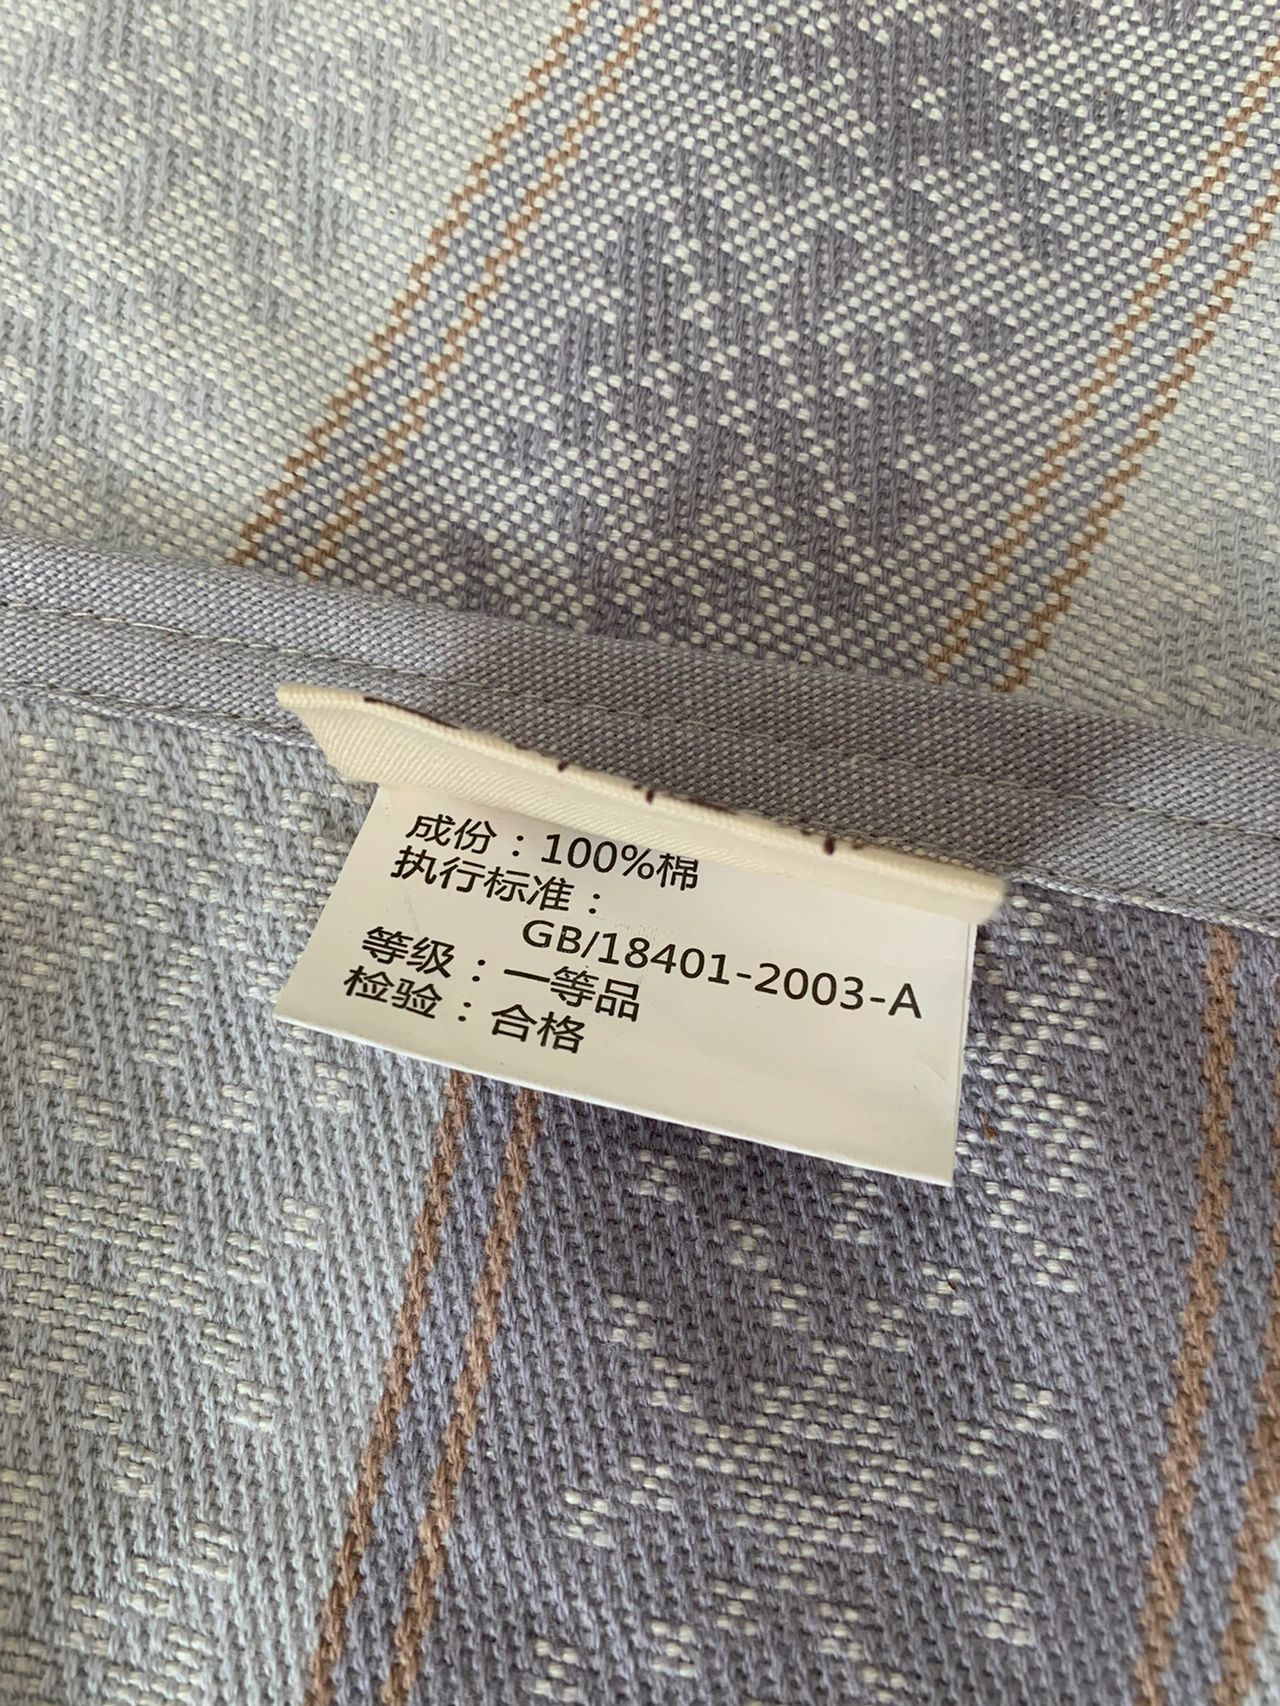 成份：100%棉
执行标准：
GB/18401-2003-A
等级：一等品
检验：合格